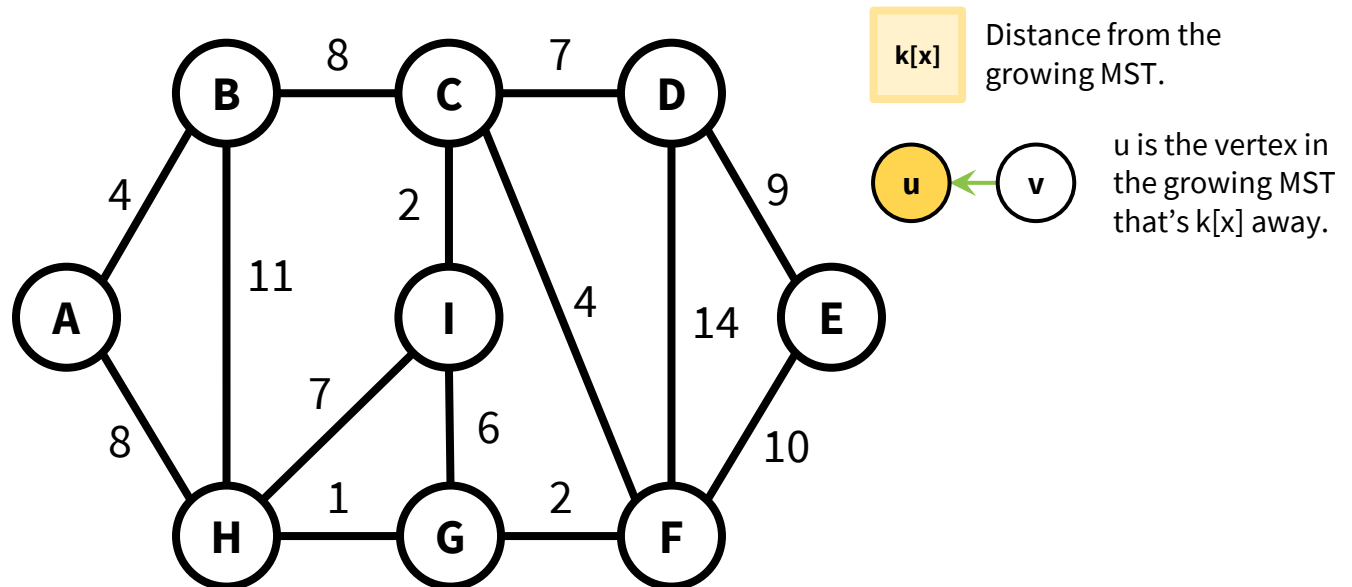 8
7
B
C
D
4
2
9
11
A
I
4
14
E
7
6
8
10
1
2
H
G
F
k[x]
Distance from the
growing MST.
u
v
u is the vertex in
the growing MST
that’s k[x] away.